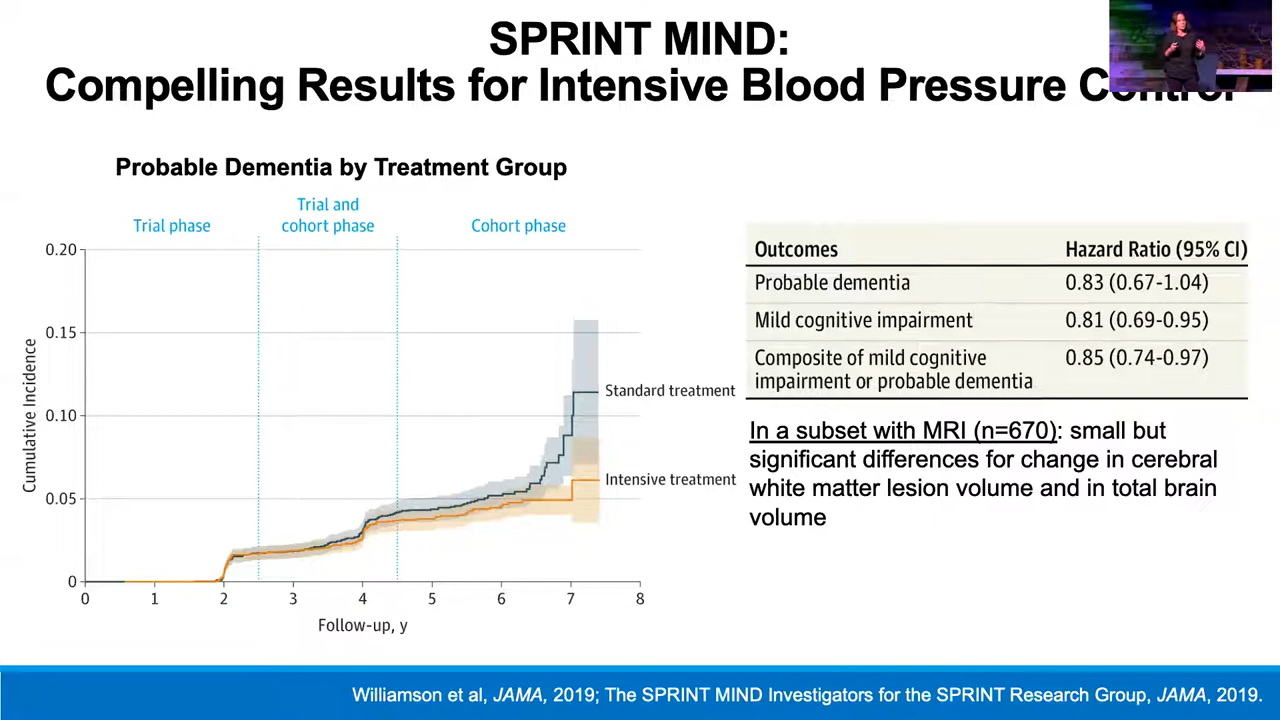 SPRINT MIND:
Compelling Results for Intensive Blood Pressure Control
Probable Dementia by Treatment Group
Trial phase
Trial and
cohort phase
Cohort phase
Cumulative Incidence
0.20
0.15
0.10
0.05
0
0 1 2 3 4 5 6 7 8
Follow-up, y
Standard treatment
Intensive treatment
Outcomes Hazard Ratio (95% CI)
Probable dementia 0.83 (0.67-1.04)
Mild cognitive impairment 0.81 (0.69-0.95)
Composite of mild cognitive 0.85 (0.74-0.97)
impairment or probable dementia
In a subset with MRI (n=670): small but
significant differences for change in cerebral
white matter lesion volume and in total brain
volume
Williamson et al, JAMA, 2019; The SPRINT MIND Investigators for the SPRINT Research Group, JAMA, 2019.